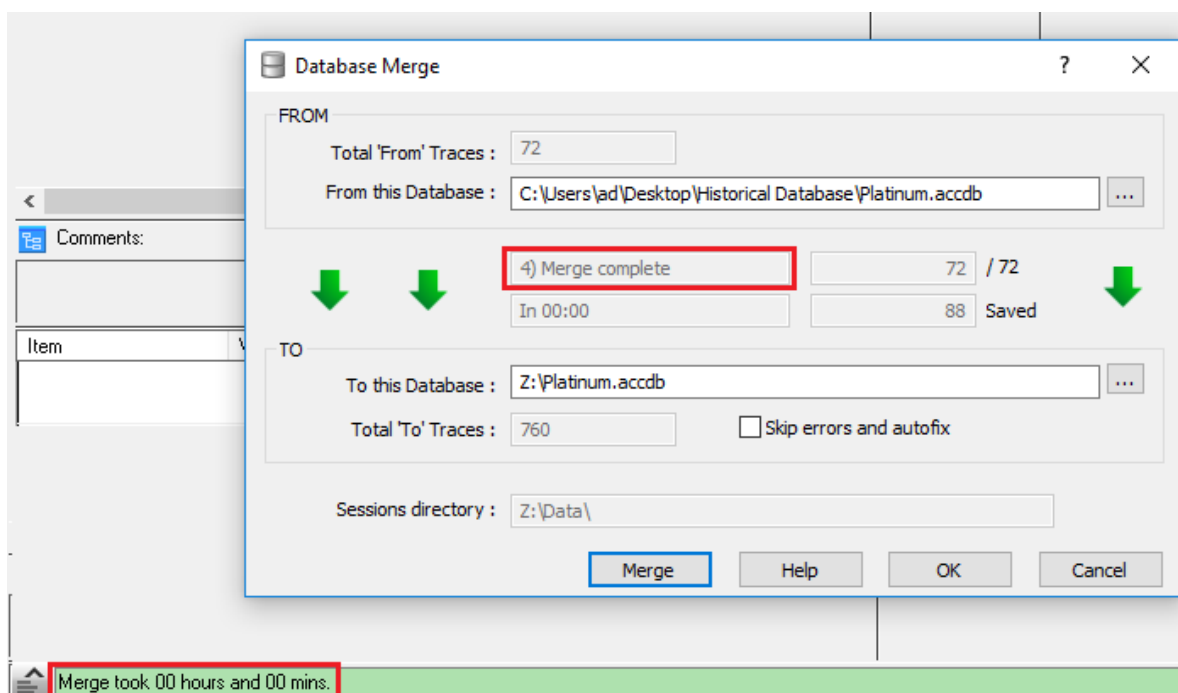 Database Merge
?
FROM
Total 'From' Traces :
72
From this Database :
C:\Users\ad\Desktop\Historical Database\Platinum.accdb
...
Comments:
4) Merge complete
72 / 72
In 00:00
88 Saved
Item
TO
To this Database :
Z:\Platinum.accdb
...
Total 'To' Traces :
760
Skip errors and autofix
Sessions directory :
Z:\Data\
Merge
Help
OK
Cancel
Merge took 00 hours and 00 mins.